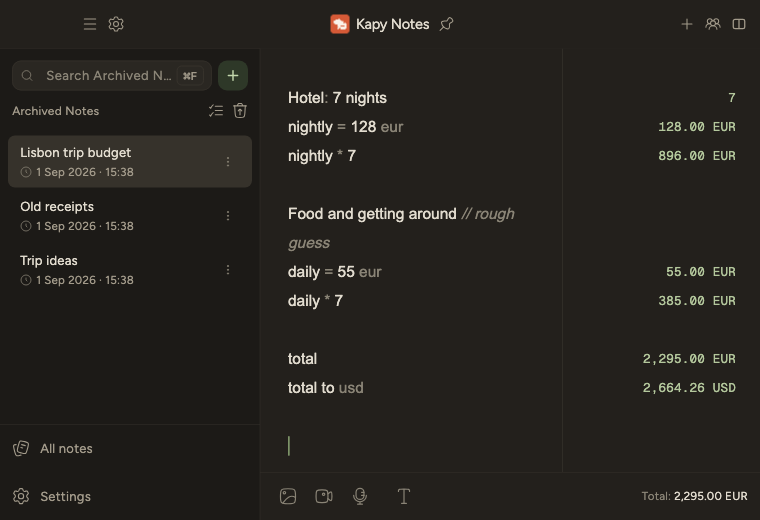 Kapy Notes
Search Archived N... ⌘F
Archived Notes
Lisbon trip budget
1 Sep 2026 · 15:38
Old receipts
1 Sep 2026 · 15:38
Trip ideas
1 Sep 2026 · 15:38
All notes
Settings
Hotel: 7 nights 7
nightly = 128 eur 128.00 EUR
nightly * 7 896.00 EUR
Food and getting around // rough
guess
daily = 55 eur 55.00 EUR
daily * 7 385.00 EUR
total 2,295.00 EUR
total to usd 2,664.26 USD
Total: 2,295.00 EUR